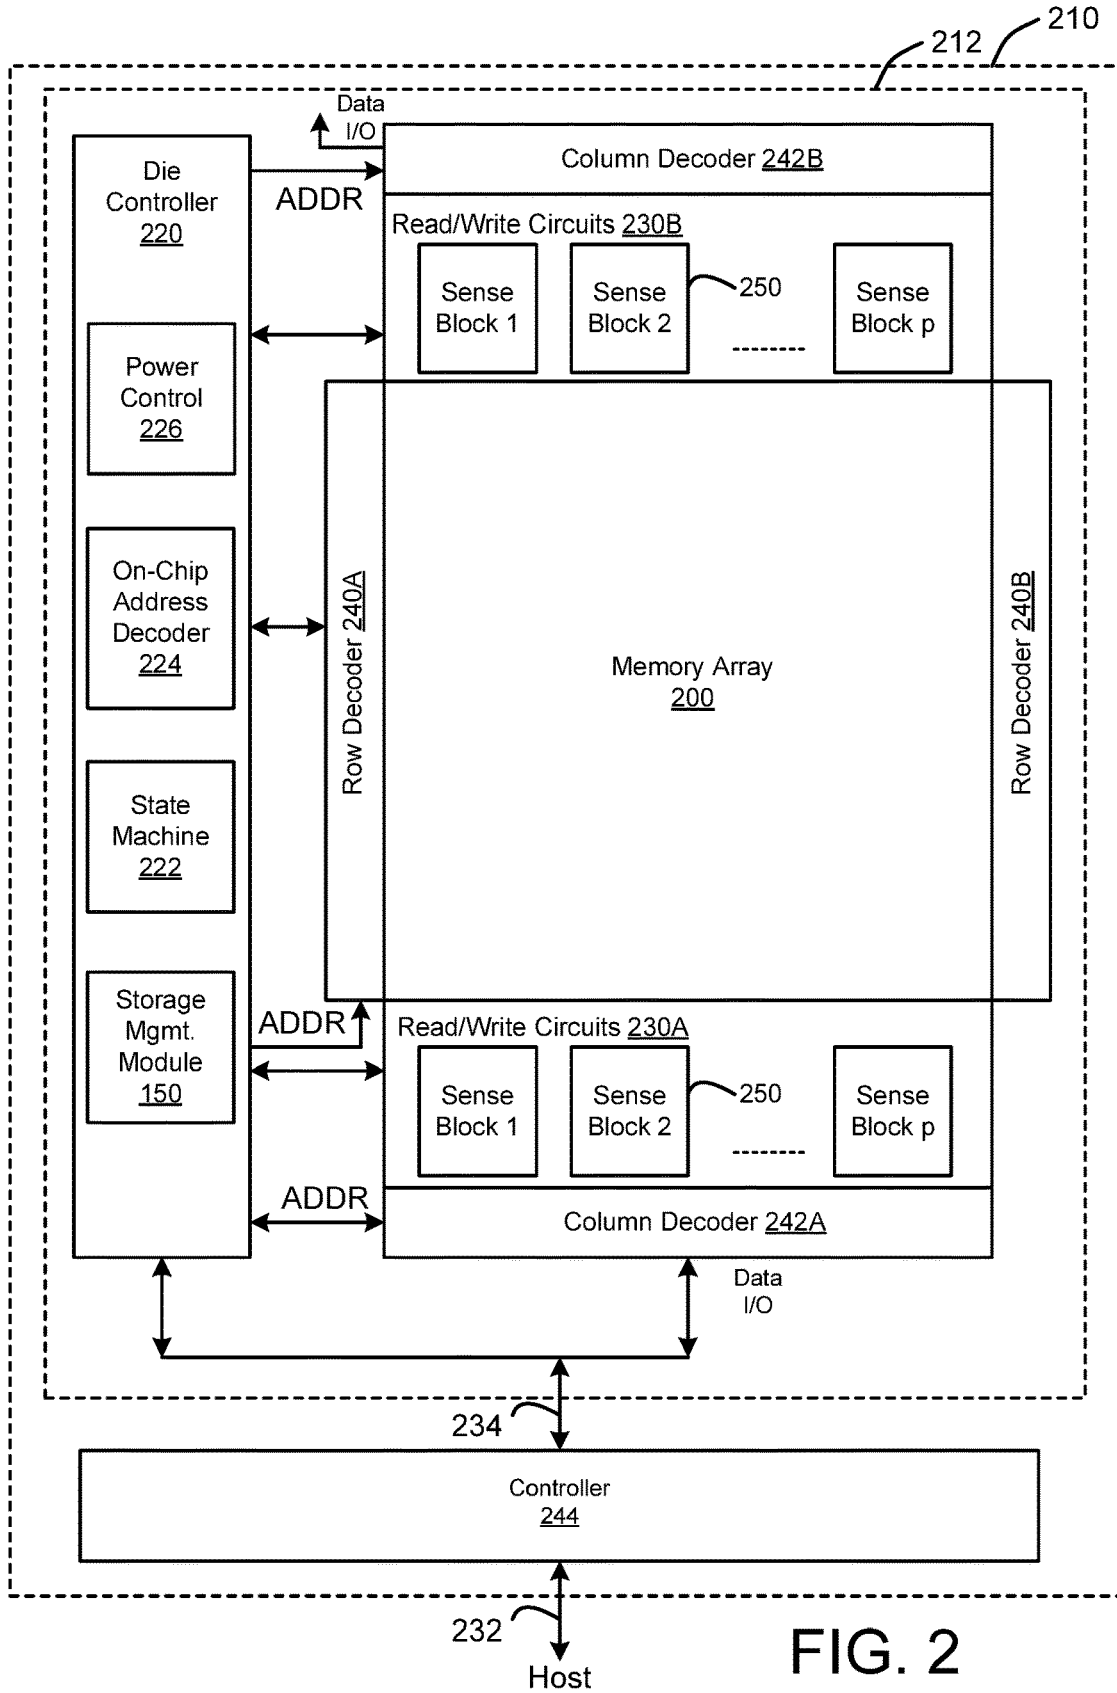 210
212
Data
I/O
Die
Controller
220
ADDR
Column Decoder 242B
Read/Write Circuits 230B
Sense
Block 1
Sense
Block 2
250
Sense
Block p
Power
Control
226
On-Chip
Address
Decoder
224
Row Decoder 240A
Memory Array
200
Row Decoder 240B
State
Machine
222
Storage
Mgmt.
Module
150
ADDR
Read/Write Circuits 230A
Sense
Block 1
Sense
Block 2
250
Sense
Block p
ADDR
Column Decoder 242A
Data
I/O
234
Controller
244
232
Host
FIG. 2